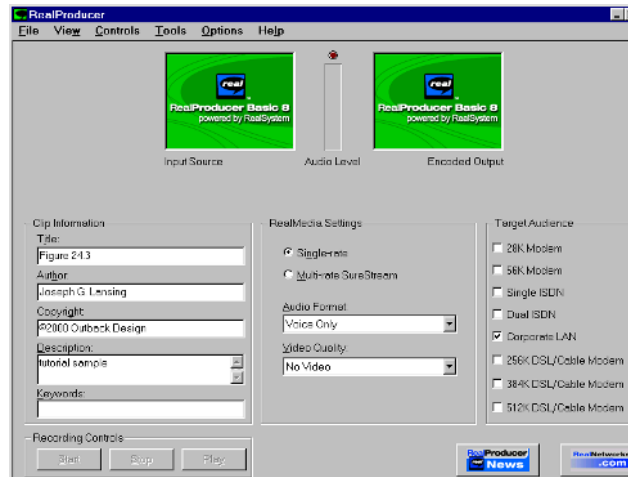 RealProducer
File View Controls Tools Options Help
real
RealProducer Basic 8
powered by RealSystem
real
RealProducer Basic 8
powered by RealSystem
Input Source
Audio Level
Encoded Output
Clip Information
Title:
Figure 24.3
Author
Joseph G. Lansing
Copyright:
©2000 Outback Design
Description:
tutorial sample
Keywords:
RealMedia Settings
Single-rate
Multi-rate SureStream
Audio Format
Voice Only
Video Quality:
No Video
Target Audience
28K Modem
56K Modem
Single ISDN
Dual ISDN
Corporate LAN
256K DSL/Cable Modem
384K DSL/Cable Modem
512K DSL/Cable Modem
Recording Controls
Start Stop Play
RealProducer
News
RealNetworks
.com